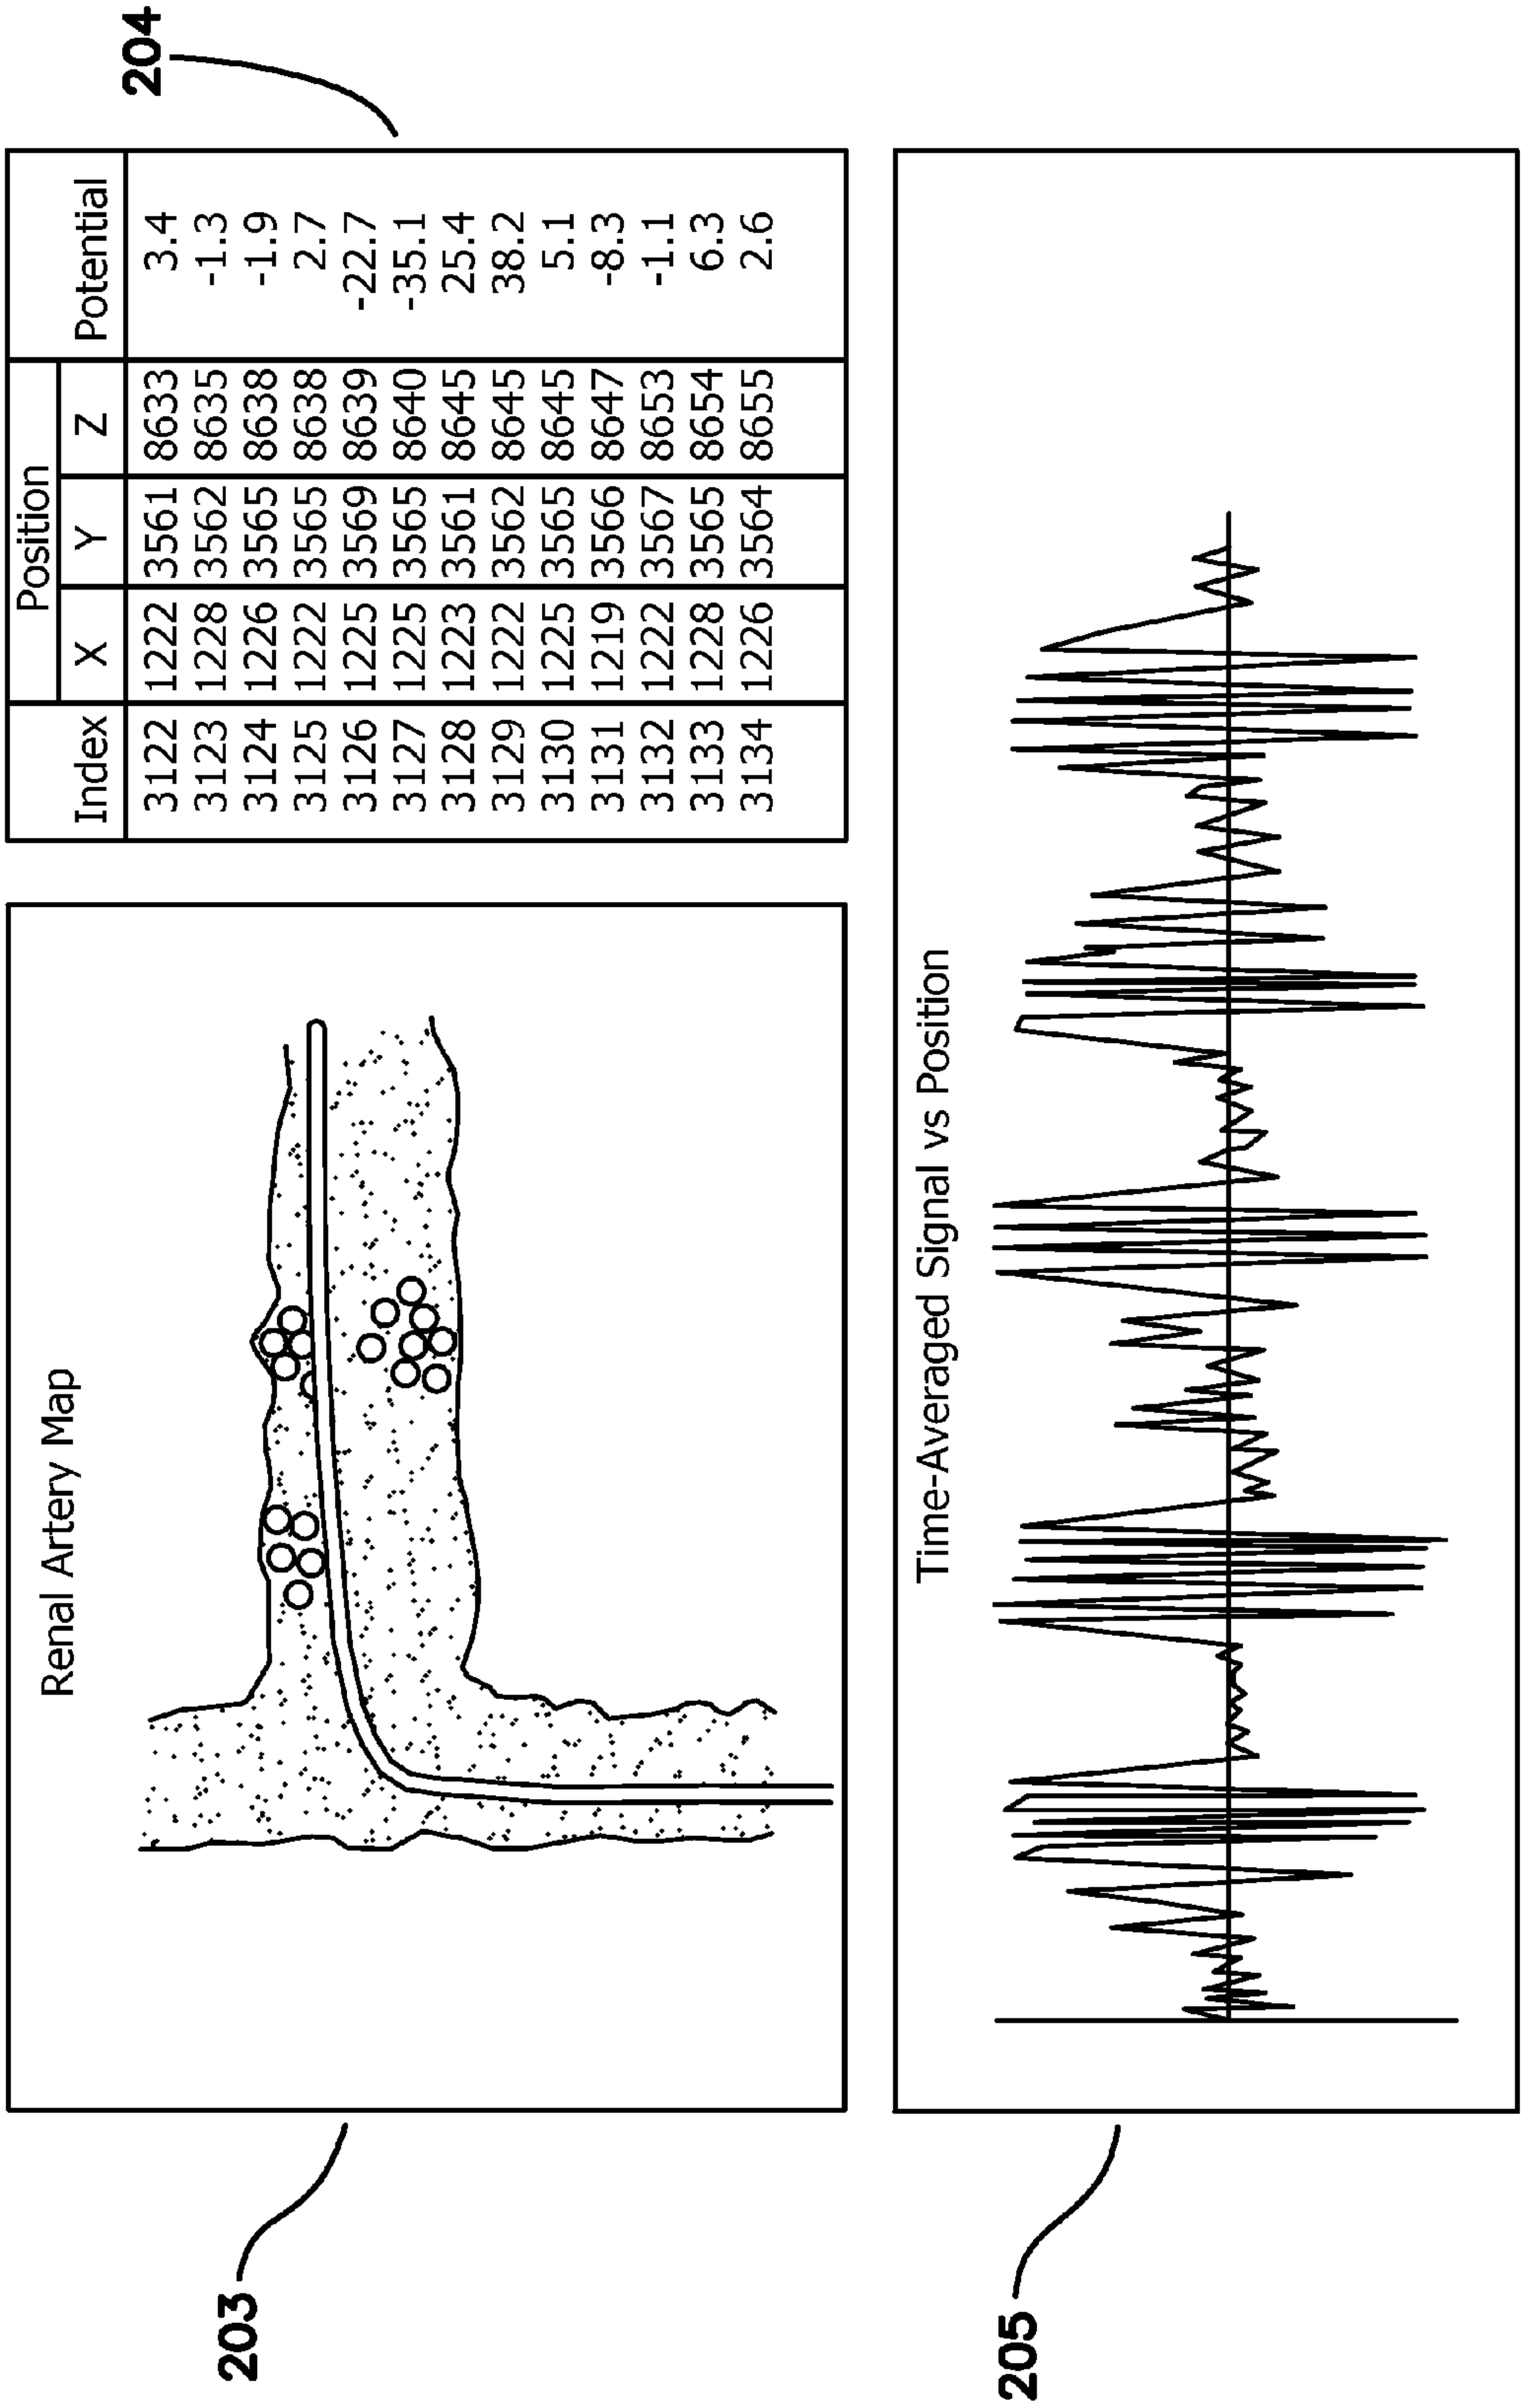 204
Renal Artery Map
Position
Index X Y Z Potential
3122 1222 3561 8633 3.4
3123 1228 3562 8635 -1.3
3124 1226 3565 8638 -1.9
3125 1222 3565 8638 2.7
3126 1225 3569 8639 -22.7
3127 1225 3565 8640 -35.1
3128 1223 3561 8645 25.4
3129 1222 3562 8645 38.2
3130 1225 3565 8645 5.1
3131 1219 3566 8647 -8.3
3132 1222 3567 8653 -1.1
3133 1228 3565 8654 6.3
3134 1226 3564 8655 2.6
203
Time-Averaged Signal vs Position
205